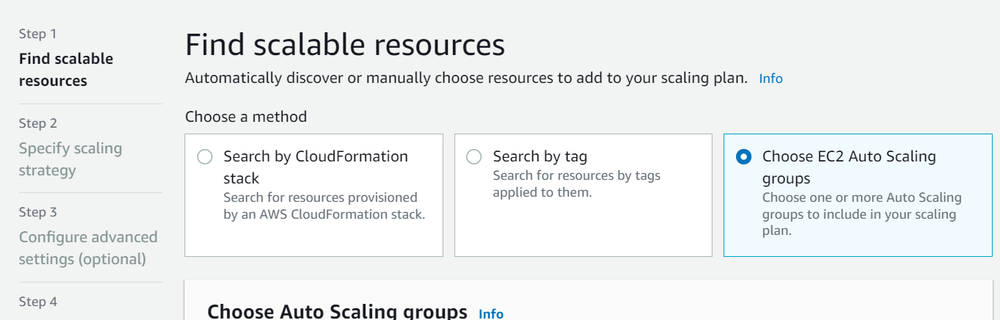 Step 1
Find scalable
resources
Step 2
Specify scaling
strategy
Step 3
Configure advanced
settings (optional)
Step 4
Find scalable resources
Automatically discover or manually choose resources to add to your scaling plan. Info
Choose a method
Search by CloudFormation
stack
Search for resources provisioned
by an AWS CloudFormation stack.
Search by tag
Search for resources by tags
applied to them.
Choose EC2 Auto Scaling
groups
Choose one or more Auto Scaling
groups to include in your scaling
plan.
Choose Auto Scaling groups Info